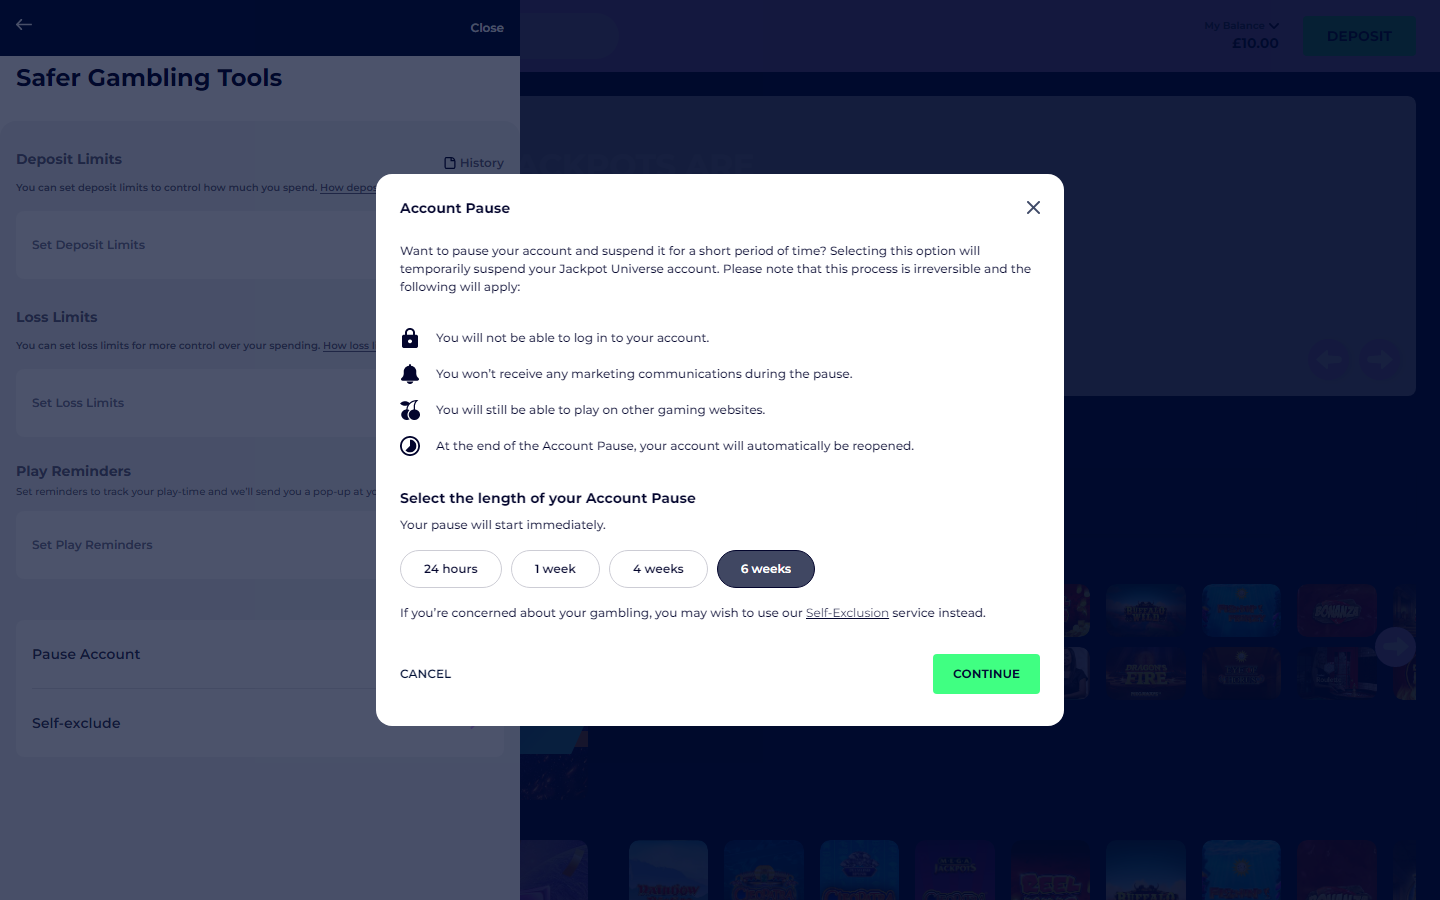 Close
My Balance
£10.00
DEPOSIT
Safer Gambling Tools
Deposit Limits
History
You can set deposit limits to control how much you spend. How depos
Set Deposit Limits
Loss Limits
You can set loss limits for more control over your spending. How loss l
Set Loss Limits
Play Reminders
Set reminders to track your play-time and we'll send you a pop-up at yo
Set Play Reminders
Pause Account
Self-exclude
Account Pause
Want to pause your account and suspend it for a short period of time? Selecting this option will
temporarily suspend your Jackpot Universe account. Please note that this process is irreversible and the
following will apply:
You will not be able to log in to your account.
You won't receive any marketing communications during the pause.
You will still be able to play on other gaming websites.
At the end of the Account Pause, your account will automatically be reopened.
Select the length of your Account Pause
Your pause will start immediately.
24 hours
1 week
4 weeks
6 weeks
If you're concerned about your gambling, you may wish to use our Self-Exclusion service instead.
CANCEL
CONTINUE
BONANZA
FIRE